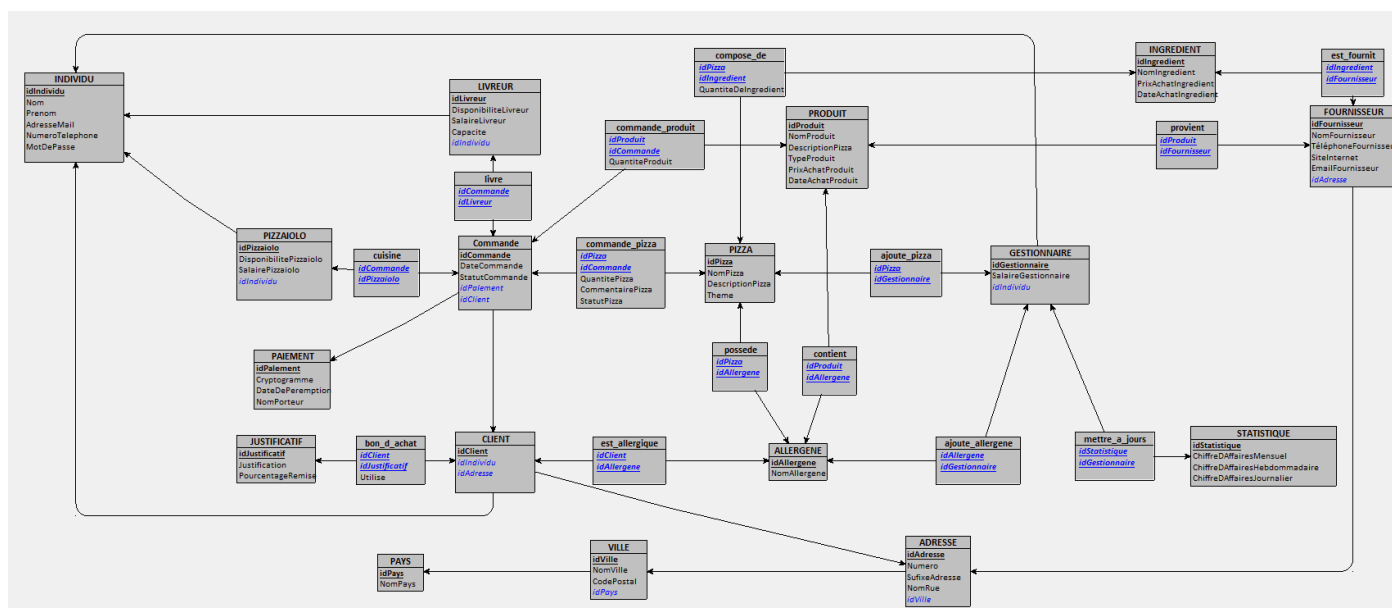 INDIVIDU
idIndividu
Nom
Prenom
AdresseMail
NumeroTelephone
MotDePasse
LIVREUR
idLivreur
DisponibiliteLivreur
SalaireLivreur
Capacite
idIndividu
compose_de
idPizza
idIngredient
QuantiteDeIngredient
INGREDIENT
idIngredient
NomIngredient
PrixAchatIngredient
DateAchatIngredient
est_fournit
idIngredient
idFournisseur
commande_produit
idProduit
idCommande
QuantiteProduit
PRODUIT
idProduit
NomProduit
DescriptionPizza
TypeProduit
PrixAchatProduit
DateAchatProduit
provient
idProduit
idFournisseur
FOURNISSEUR
idFournisseur
NomFournisseur
TéléphoneFournisseur
SiteInternet
EmailFournisseur
idAdresse
livre
idCommande
idLivreur
PIZZAIOLO
idPizzaiolo
DisponibilitePizzaiolo
SalairePizzaiolo
idIndividu
cuisine
idCommande
idPizzaiolo
Commande
idCommande
DateCommande
StatutCommande
idPaiement
idClient
commande_pizza
idPizza
idCommande
QuantitePizza
CommentairePizza
StatutPizza
PIZZA
idPizza
NomPizza
DescriptionPizza
Theme
ajoute_pizza
idPizza
idGestionnaire
GESTIONNAIRE
idGestionnaire
SalaireGestionnaire
idIndividu
PAIEMENT
idPaiement
Cryptogramme
DateDePeremption
NomPorteur
possede
idPizza
idAllergene
contient
idProduit
idAllergene
JUSTIFICATIF
idJustificatif
Justification
PourcentageRemise
bon_d_achat
idClient
idJustificatif
Utilise
CLIENT
idClient
idIndividu
idAdresse
est_allergique
idClient
idAllergene
ALLERGENE
idAllergene
NomAllergene
ajoute_allergene
idAllergene
idGestionnaire
mettre_a_jours
idStatistique
idGestionnaire
STATISTIQUE
idStatistique
ChiffreDAffairesMensuel
ChiffreDAffairesHebdommadaire
ChiffreDAffairesJournalier
PAYS
idPays
NomPays
VILLE
idVille
NomVille
CodePostal
idPays
ADRESSE
idAdresse
Numero
SufixeAdresse
NomRue
idVille